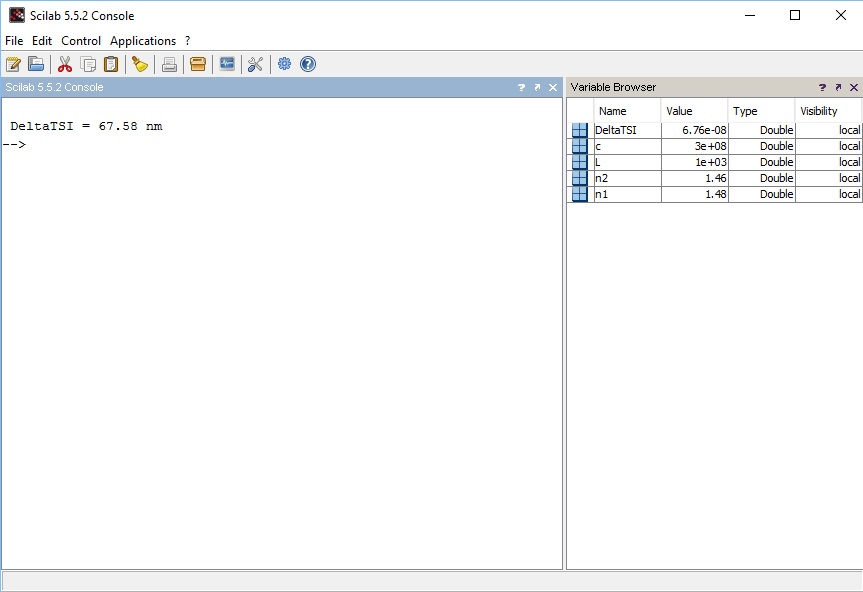 Scilab 5.5.2 Console
File Edit Control Applications ?
Scilab 5.5.2 Console
DeltaTSI = 67.58 nm
-->
Variable Browser
Name Value Type Visibility
DeltaTSI 6.76e-08 Double local
c 3e+08 Double local
L 1e+03 Double local
n2 1.46 Double local
n1 1.48 Double local